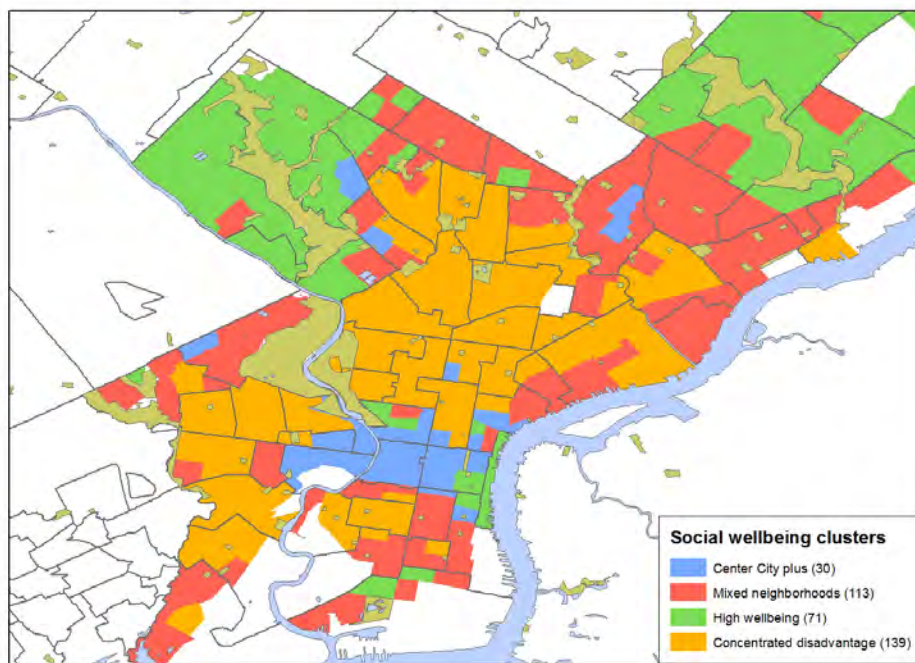 Social wellbeing clusters
Center City plus (30)
Mixed neighborhoods (113)
High wellbeing (71)
Concentrated disadvantage (139)